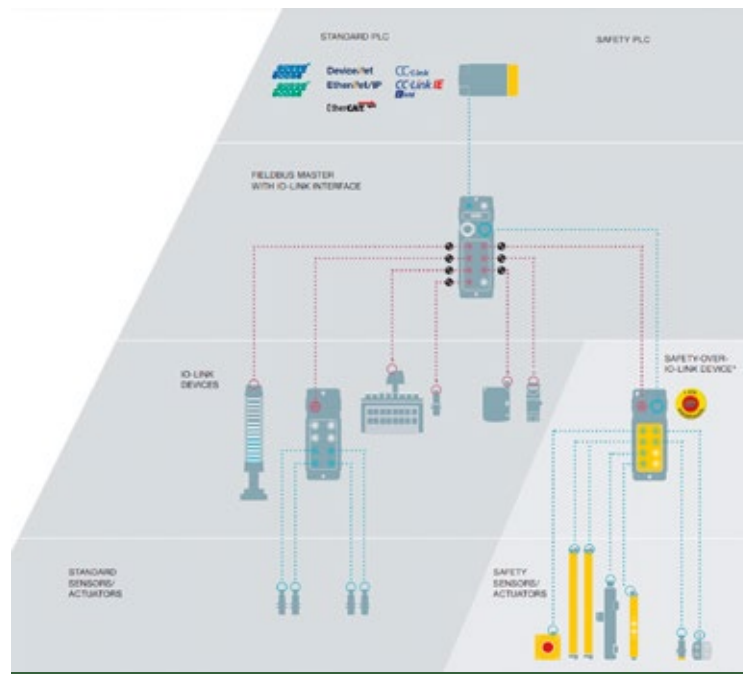 STANDARD PLC
SAFETY PLC
DeviceNet
CC-Link
EtherNet/IP
CC-Link IE
Field
EtherCAT
FIELDBUS MASTER
WITH IO-LINK INTERFACE
IO-LINK
DEVICES
SAFETY-OVER-
IO-LINK DEVICE*
STANDARD
SENSORS/
ACTUATORS
SAFETY
SENSORS/
ACTUATORS